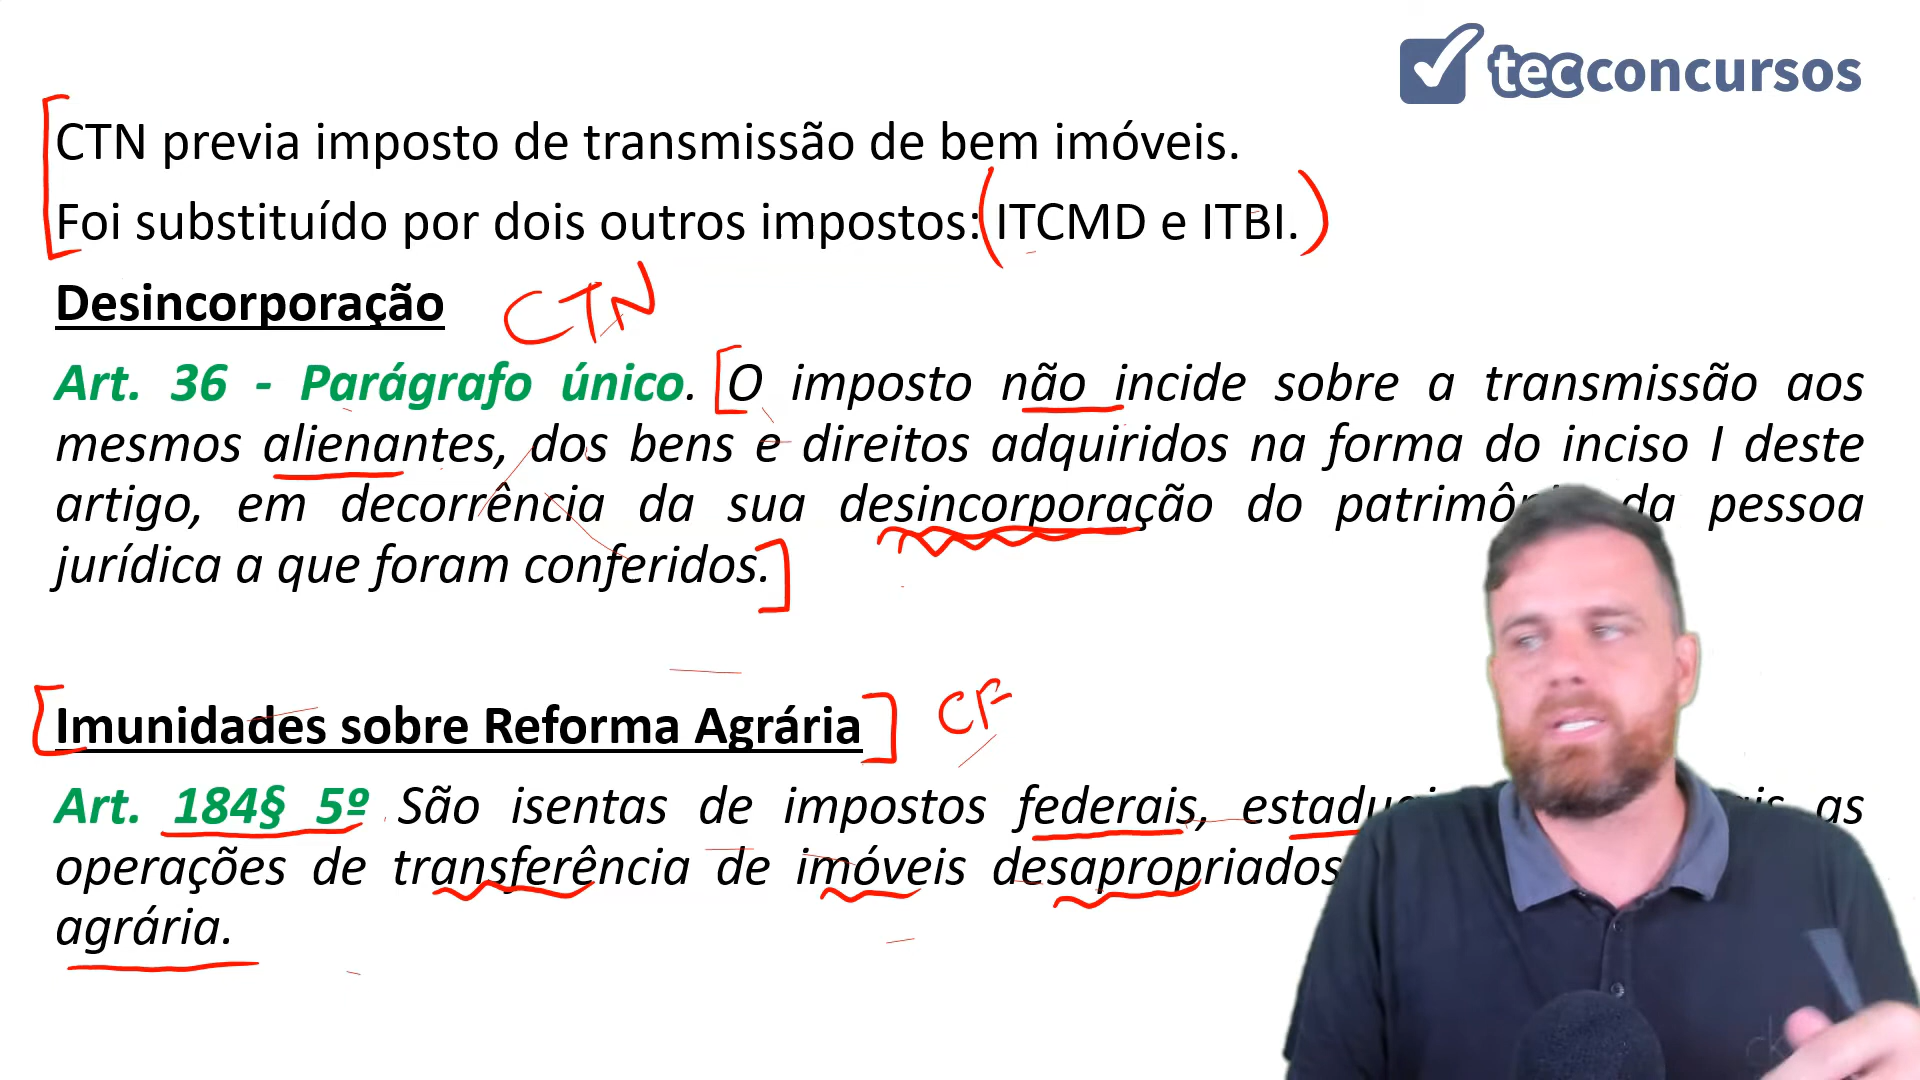 tecconcursos
CTN previa imposto de transmissão de bem imóveis.
Foi substituído por dois outros impostos: ITCMD e ITBI.
Desincorporação CTN
Art. 36 - Parágrafo único. O imposto não incide sobre a transmissão aos
mesmos alienantes, dos bens e direitos adquiridos na forma do inciso I deste
artigo, em decorrência da sua desincorporação do da pessoa
jurídica a que foram conferidos.
Imunidades sobre Reforma Agrária CF
Art. 184§ 5º São isentas de impostos federais, as
operações de transferência de imóveis desapropriados
agrária.